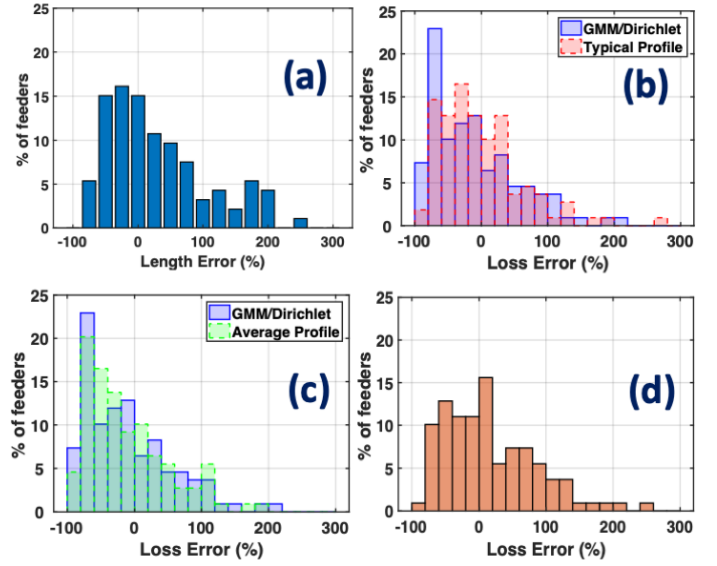 25
20
15
10
5
0
% of feeders
(a)
-100 0 100 200 300
Length Error (%)
25
20
15
10
5
0
% of feeders
GMM/Dirichlet
Typical Profile
(b)
-100 0 100 200 300
Loss Error (%)
25
20
15
10
5
0
% of feeders
GMM/Dirichlet
Average Profile
(c)
-100 0 100 200 300
Loss Error (%)
25
20
15
10
5
0
% of feeders
(d)
-100 0 100 200 300
Loss Error (%)